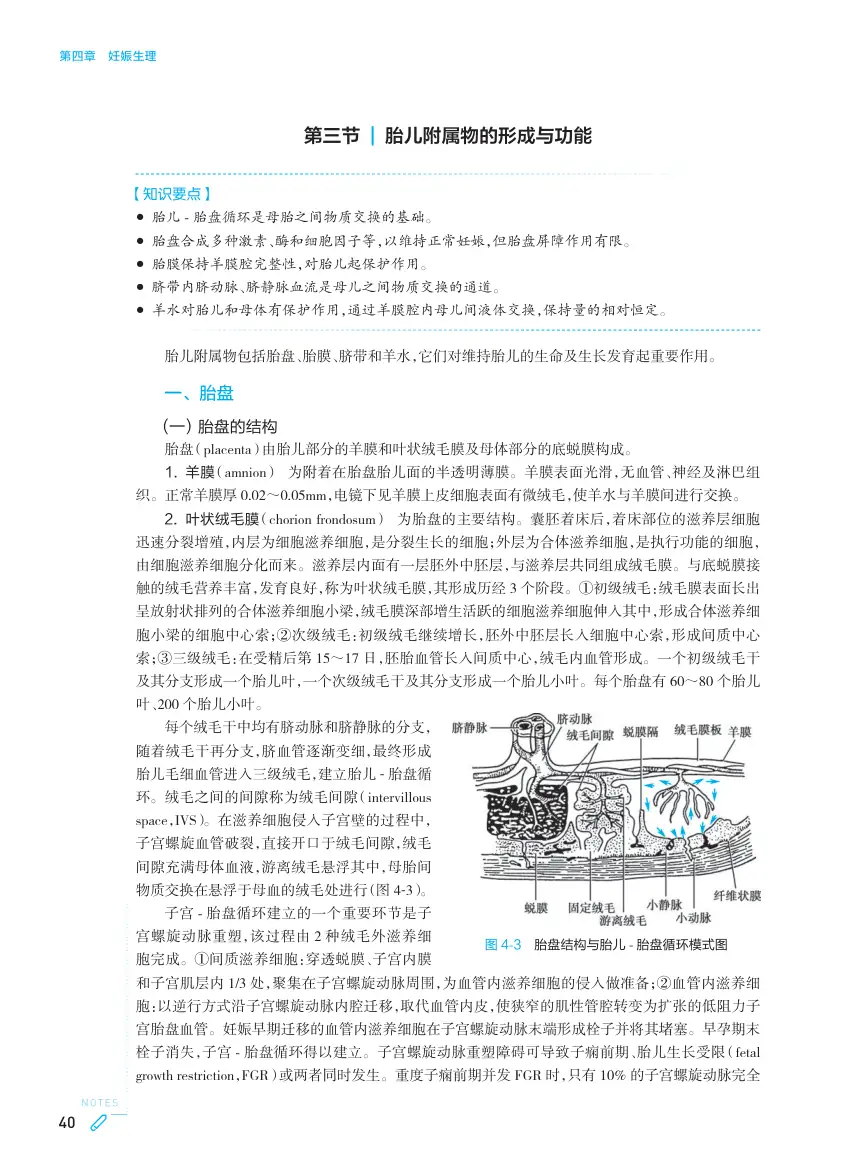 第四章 妊娠生理
第三节 | 胎儿附属物的形成与功能
【知识要点】
● 胎儿 - 胎盘循环是母胎之间物质交换的基础。
● 胎盘合成多种激素、酶和细胞因子等,以维持正常妊娠,但胎盘屏障作用有限。
● 胎膜保持羊膜腔完整性,对胎儿起保护作用。
● 脐带内脐动脉、脐静脉血流是母儿之间物质交换的通道。
● 羊水对胎儿和母体有保护作用,通过羊膜腔内母儿间液体交换,保持量的相对恒定。
胎儿附属物包括胎盘、胎膜、脐带和羊水,它们对维持胎儿的生命及生长发育起重要作用。
一、胎盘
(一) 胎盘的结构
胎盘(placenta)由胎儿部分的羊膜和叶状绒毛膜及母体部分的底蜕膜构成。
1. 羊膜(amnion) 为附着在胎盘胎儿面的半透明薄膜。羊膜表面光滑,无血管、神经及淋巴组
织。正常羊膜厚 0.02～0.05mm,电镜下见羊膜上皮细胞表面有微绒毛,使羊水与羊膜间进行交换。
2. 叶状绒毛膜(chorion frondosum) 为胎盘的主要结构。囊胚着床后,着床部位的滋养层细胞
迅速分裂增殖,内层为细胞滋养细胞,是分裂生长的细胞;外层为合体滋养细胞,是执行功能的细胞,
由细胞滋养细胞分化而来。滋养层内面有一层胚外中胚层,与滋养层共同组成绒毛膜。与底蜕膜接
触的绒毛营养丰富,发育良好,称为叶状绒毛膜,其形成历经 3 个阶段。①初级绒毛:绒毛膜表面长出
呈放射状排列的合体滋养细胞小梁,绒毛膜深部增生活跃的细胞滋养细胞伸入其中,形成合体滋养细
胞小梁的细胞中心索;②次级绒毛:初级绒毛继续增长,胚外中胚层长入细胞中心索,形成间质中心
索;③三级绒毛:在受精后第 15～17 日,胚胎血管长入间质中心,绒毛内血管形成。一个初级绒毛干
及其分支形成一个胎儿叶,一个次级绒毛干及其分支形成一个胎儿小叶。每个胎盘有 60～80 个胎儿
叶、200 个胎儿小叶。
每个绒毛干中均有脐动脉和脐静脉的分支,
随着绒毛干再分支,脐血管逐渐变细,最终形成
胎儿毛细血管进入三级绒毛,建立胎儿 - 胎盘循
环。绒毛之间的间隙称为绒毛间隙(intervillous
space,IVS)。在滋养细胞侵入子宫壁的过程中,
子宫螺旋血管破裂,直接开口于绒毛间隙,绒毛
间隙充满母体血液,游离绒毛悬浮其中,母胎间
物质交换在悬浮于母血的绒毛处进行(图 4-3)。
子宫 - 胎盘循环建立的一个重要环节是子
宫螺旋动脉重塑,该过程由 2 种绒毛外滋养细
胞完成。①间质滋养细胞:穿透蜕膜、子宫内膜
脐静脉
脐动脉
绒毛间隙
蜕膜隔
绒毛膜板
羊膜
蜕膜
固定绒毛
游离绒毛
小静脉
小动脉
纤维状膜
图 4-3 胎盘结构与胎儿 - 胎盘循环模式图
和子宫肌层内 1/3 处,聚集在子宫螺旋动脉周围,为血管内滋养细胞的侵入做准备;②血管内滋养细
胞:以逆行方式沿子宫螺旋动脉内腔迁移,取代血管内皮,使狭窄的肌性管腔转变为扩张的低阻力子
宫胎盘血管。妊娠早期迁移的血管内滋养细胞在子宫螺旋动脉末端形成栓子并将其堵塞。早孕期末
栓子消失,子宫 - 胎盘循环得以建立。子宫螺旋动脉重塑障碍可导致子痫前期、胎儿生长受限(fetal
growth restriction,FGR)或两者同时发生。重度子痫前期并发 FGR 时,只有 10% 的子宫螺旋动脉完全
NOTES
40